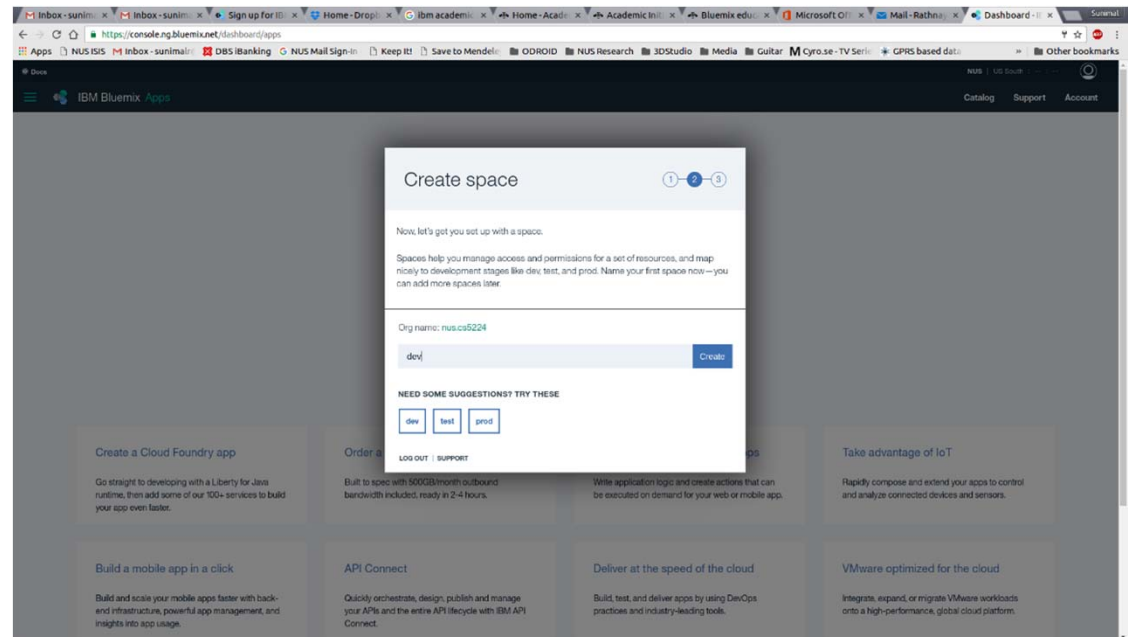 Inbox - sunima
Inbox - sunima
Sign up for IB
Home - Dropb
ibm academic
Home - Acade
Academic Init
Bluemix educ
Microsoft Off
Mail - Rathnay
Dashboard - I
Sunimal
https://console.ng.bluemix.net/dashboard/apps
Apps NUS ISIS Inbox - sunimalr DBS iBanking NUS Mail Sign-In Keep It! Save to Mendele ODROID NUS Research 3DStudio Media Guitar Cyro.se - TV Serie GPRS based data » Other bookmarks
Docs NUS | US South
IBM Bluemix Apps Catalog Support Account
Create space 1 2 3
Now, let's get you set up with a space.
Spaces help you manage access and permissions for a set of resources, and map
nicely to development stages like dev, test, and prod. Name your first space now—you
can add more spaces later.
Org name: nus.cs5224
dev Create
NEED SOME SUGGESTIONS? TRY THESE
dev test prod
LOG OUT | SUPPORT
Create a Cloud Foundry app
Go straight to developing with a Liberty for Java
runtime, then add some of our 100+ services to build
your app even faster.
Order a
Built to spec with 500GB/month outbound
bandwidth included, ready in 2-4 hours.
ps
Write application logic and create actions that can
be executed on demand for your web or mobile app.
Take advantage of IoT
Rapidly compose and extend your apps to control
and analyze connected devices and sensors.
Build a mobile app in a click
Build and scale your mobile apps faster with back-
end infrastructure, powerful app management, and
insights into app usage.
API Connect
Quickly orchestrate, design, publish and manage
your APIs and the entire API lifecycle with IBM API
Connect.
Deliver at the speed of the cloud
Build, test, and deliver apps by using DevOps
practices and industry-leading tools.
VMware optimized for the cloud
Integrate, expand, or migrate VMware workloads
onto a high-performance, global cloud platform.